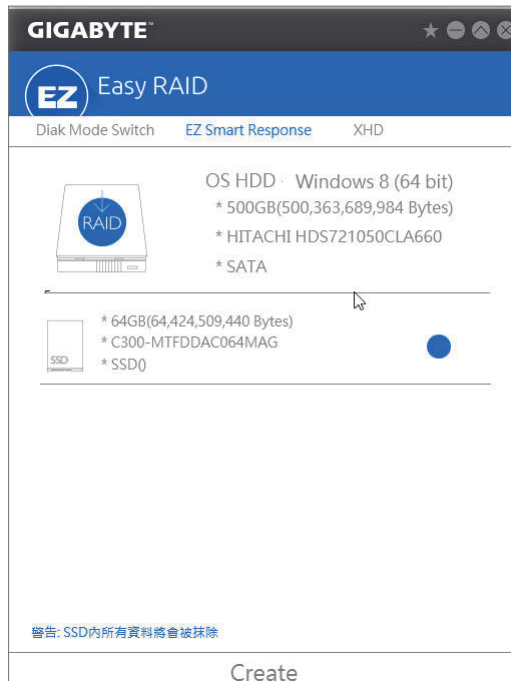 GIGABYTE™
EZ Easy RAID
Diak Mode Switch EZ Smart Response XHD
OS HDD · Windows 8 (64 bit)
* 500GB(500,363,689,984 Bytes)
* HITACHI HDS721050CLA660
* SATA
RAID
* 64GB(64,424,509,440 Bytes)
* C300-MTFDDAC064MAG
* SSD()
SSD
警告: SSD內所有資料將會被抹除
Create